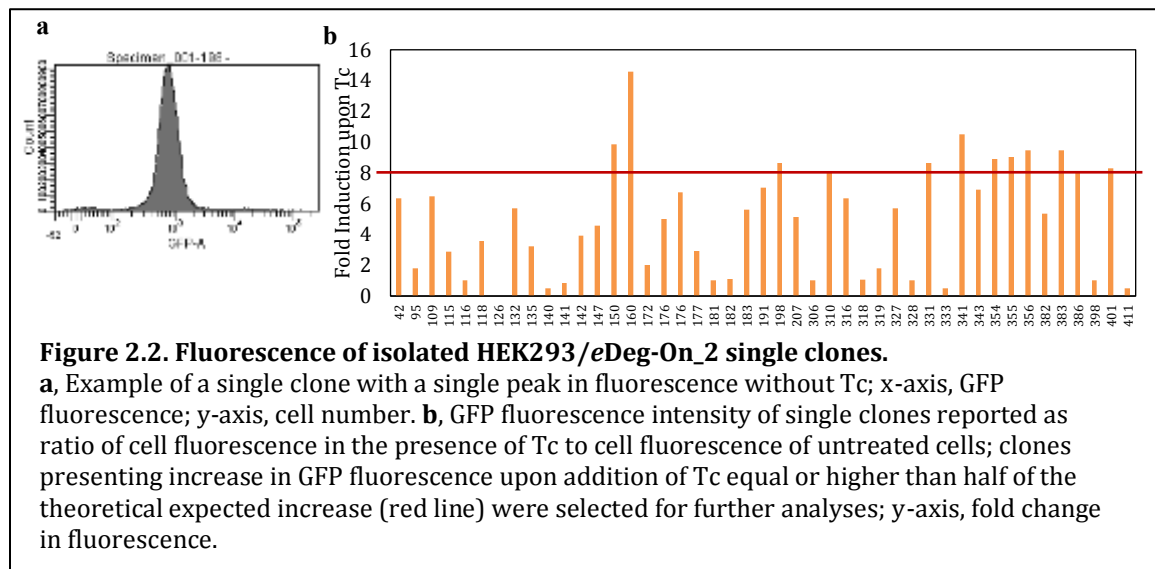 a
b
Count
-52 0 10² 10³ 10⁴ 10⁵
GFP-A
Fold Induction upon Tc
16
14
12
10
8
6
4
2
0
42 95 109 115 116 118 126 132 135 140 141 142 147 150 160 172 176 176 177 181 182 183 191 198 207 306 310 316 318 319 327 328 331 333 341 343 354 355 356 382 383 386 398 401 411
Figure 2.2. Fluorescence of isolated HEK293/eDeg-On_2 single clones.
a, Example of a single clone with a single peak in fluorescence without Tc; x-axis, GFP
fluorescence; y-axis, cell number. b, GFP fluorescence intensity of single clones reported as
ratio of cell fluorescence in the presence of Tc to cell fluorescence of untreated cells; clones
presenting increase in GFP fluorescence upon addition of Tc equal or higher than half of the
theoretical expected increase (red line) were selected for further analyses; y-axis, fold change
in fluorescence.